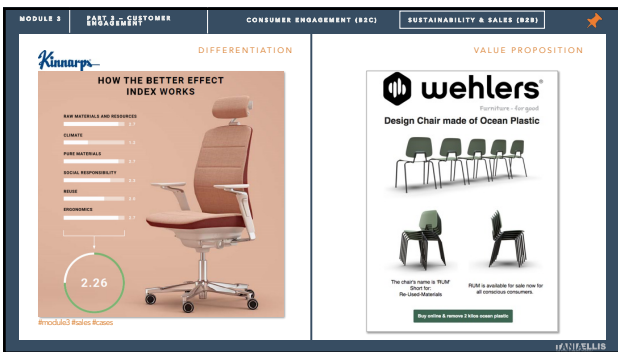 MODULE 3
PART 3 – CUSTOMER
ENGAGEMENT
CONSUMER ENGAGEMENT (B2C)
SUSTAINABILITY & SALES (B2B)
DIFFERENTIATION
Kinnarps
HOW THE BETTER EFFECT
INDEX WORKS
RAW MATERIALS AND RESOURCES
CLIMATE
PURE MATERIALS
SOCIAL RESPONSIBILITY
REUSE
ERGONOMICS
2.26
#module3 #sales #cases
VALUE PROPOSITION
wehlers
Furniture - for good
Design Chair made of Ocean Plastic
The chair's name is 'RUM'
Short for:
Re-Used-Materials
RUM is available for sale now for
all conscious consumers.
Buy online & remove 2 kilos ocean plastic
TANIAELLIS